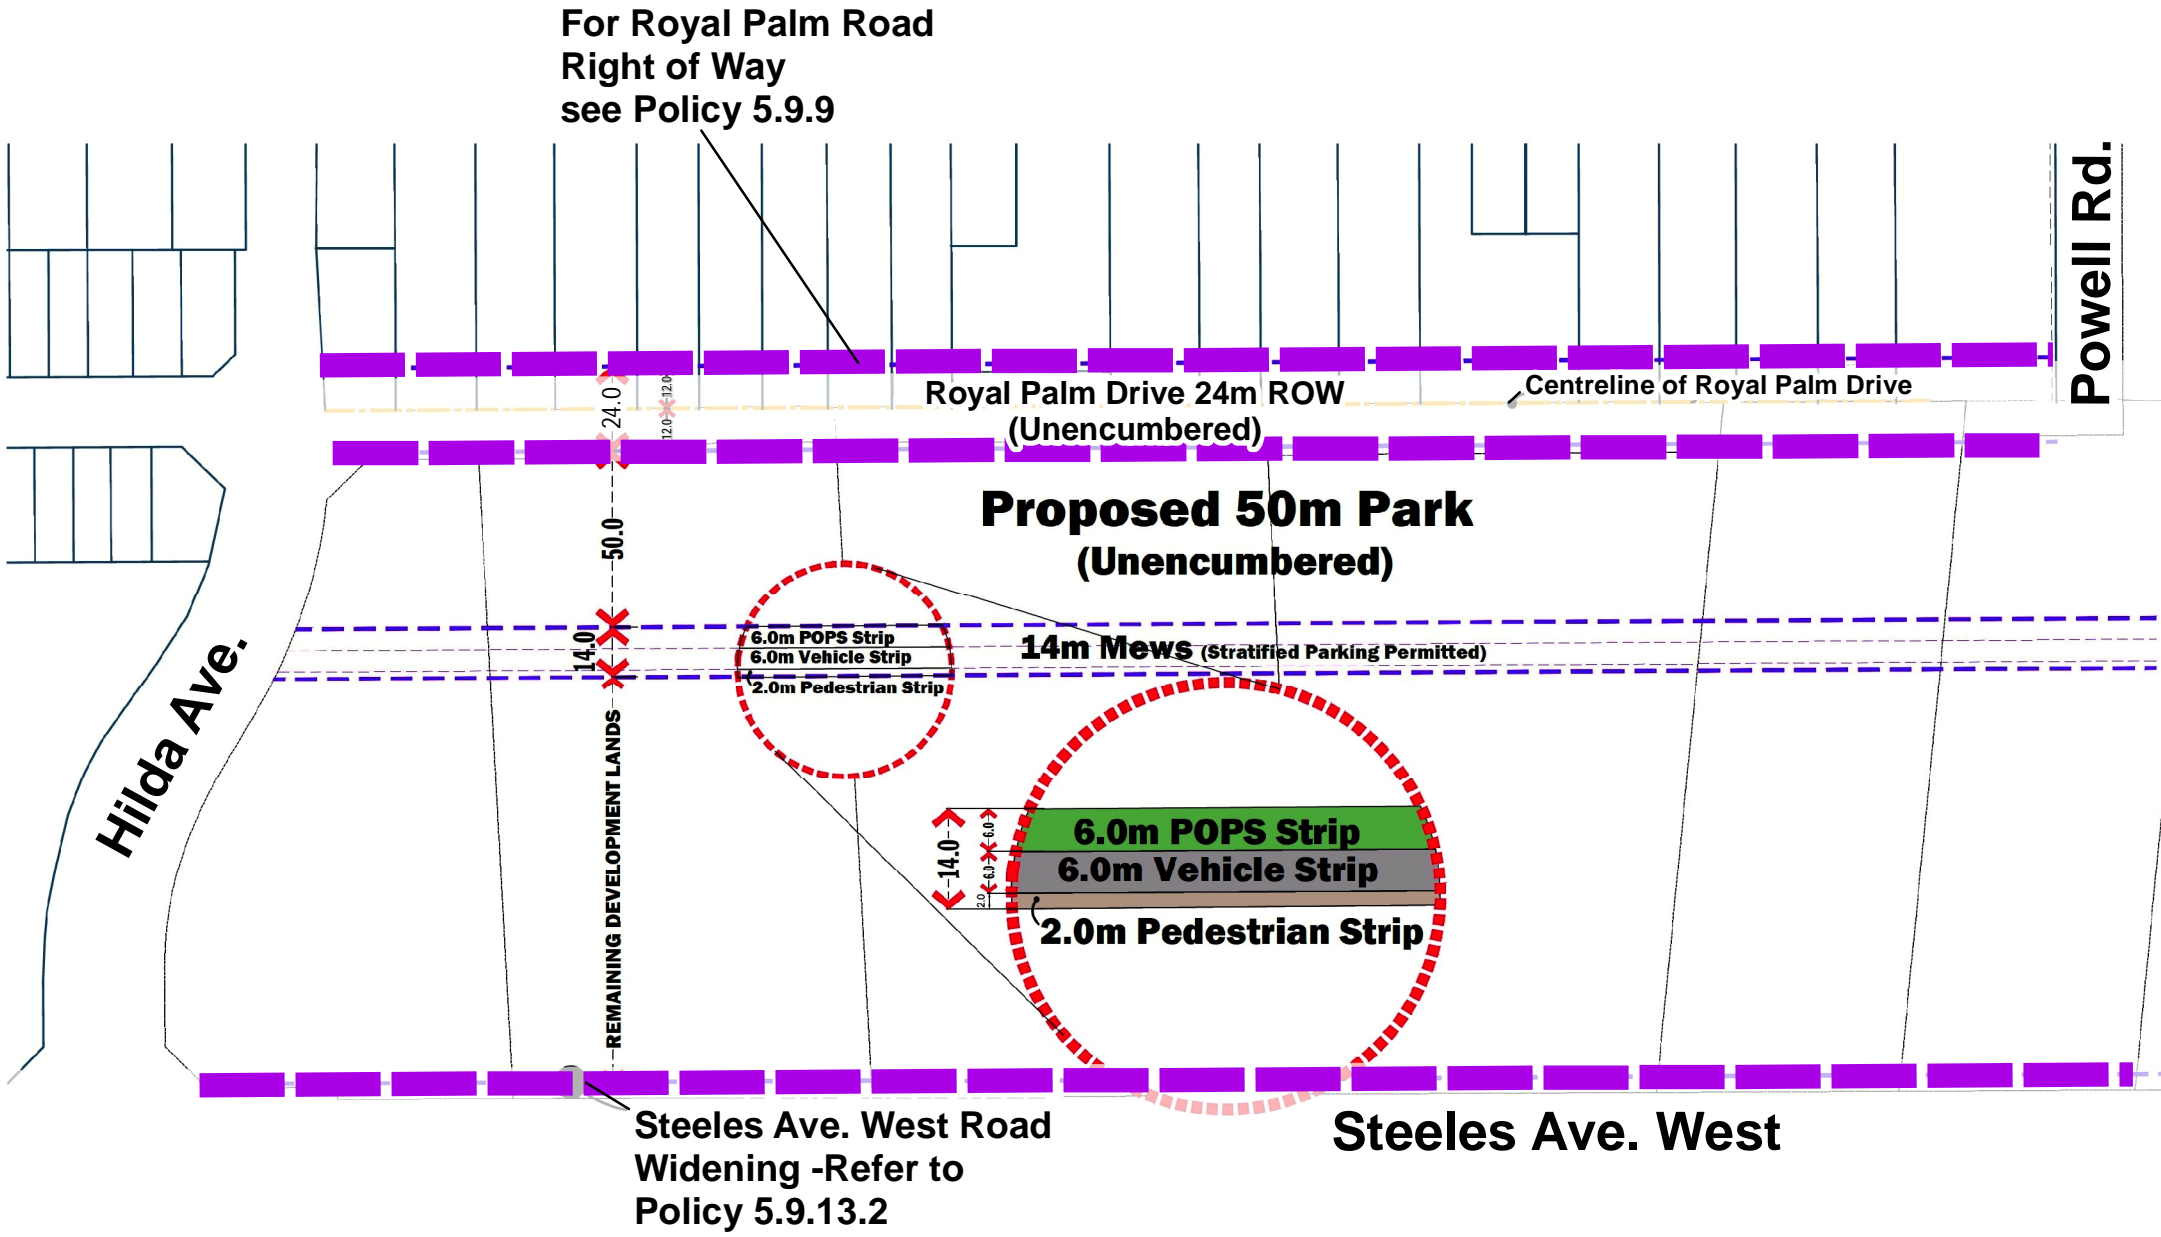 For Royal Palm Road
Right of Way
see Policy 5.9.9
Powell Rd.
24.0
12.0
12.0
Royal Palm Drive 24m ROW
(Unencumbered)
Centreline of Royal Palm Drive
50.0
Proposed 50m Park
(Unencumbered)
14.0
6.0m POPS Strip
6.0m Vehicle Strip
2.0m Pedestrian Strip
14m Mews (Stratified Parking Permitted)
Hilda Ave.
REMAINING DEVELOPMENT LANDS
14.0
6.0
6.0
2.0
6.0m POPS Strip
6.0m Vehicle Strip
2.0m Pedestrian Strip
Steeles Ave. West Road
Widening -Refer to
Policy 5.9.13.2
Steeles Ave. West